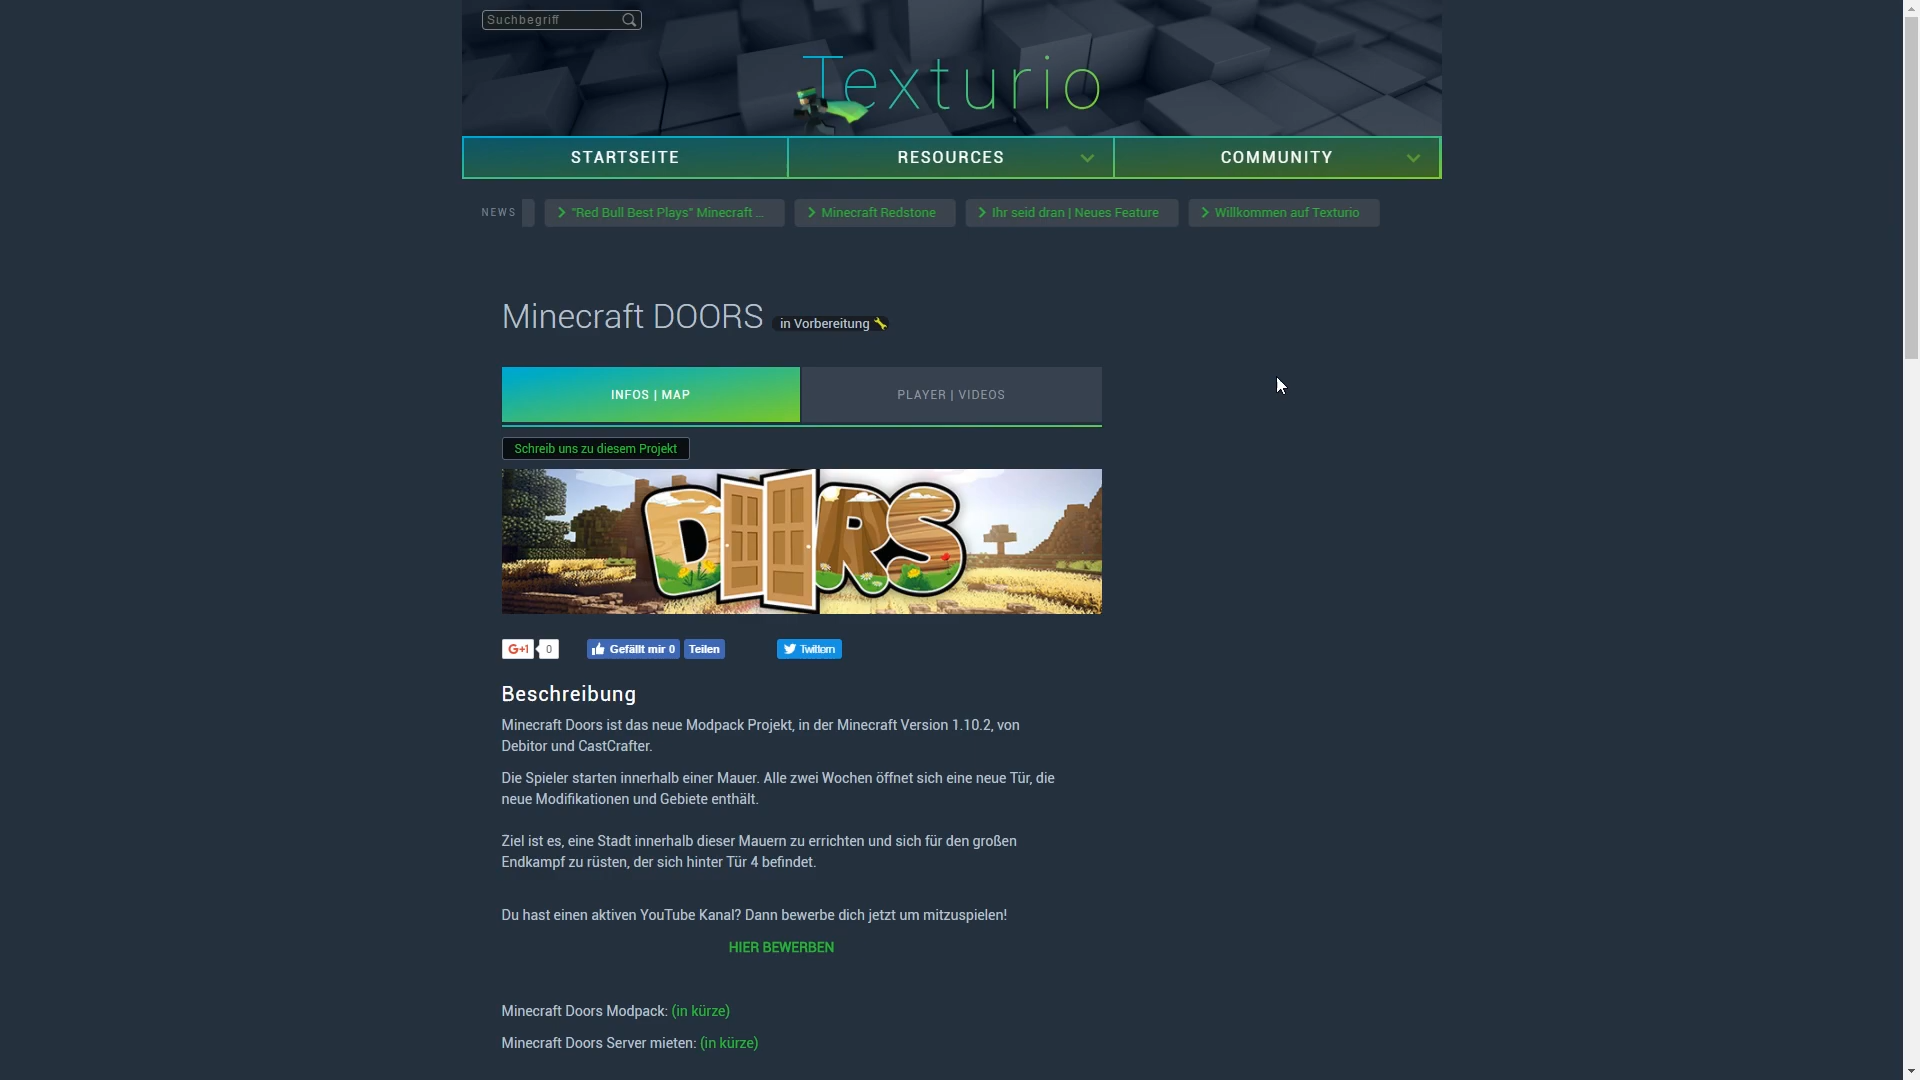 Suchbegriff
Texturio
STARTSEITE
RESOURCES
COMMUNITY
NEWS
"Red Bull Best Plays" Minecraft ...
Minecraft Redstone
Ihr seid dran | Neues Feature
Willkommen auf Texturio
Minecraft DOORS
in Vorbereitung
INFOS | MAP
PLAYER | VIDEOS
Schreib uns zu diesem Projekt
DOORS
G+1
0
Gefällt mir 0
Teilen
Twittern
Beschreibung
Minecraft Doors ist das neue Modpack Projekt, in der Minecraft Version 1.10.2, von
Debitor und CastCrafter.
Die Spieler starten innerhalb einer Mauer. Alle zwei Wochen öffnet sich eine neue Tür, die
neue Modifikationen und Gebiete enthält.
Ziel ist es, eine Stadt innerhalb dieser Mauern zu errichten und sich für den großen
Endkampf zu rüsten, der sich hinter Tür 4 befindet.
Du hast einen aktiven YouTube Kanal? Dann bewerbe dich jetzt um mitzuspielen!
HIER BEWERBEN
Minecraft Doors Modpack: (in kürze)
Minecraft Doors Server mieten: (in kürze)